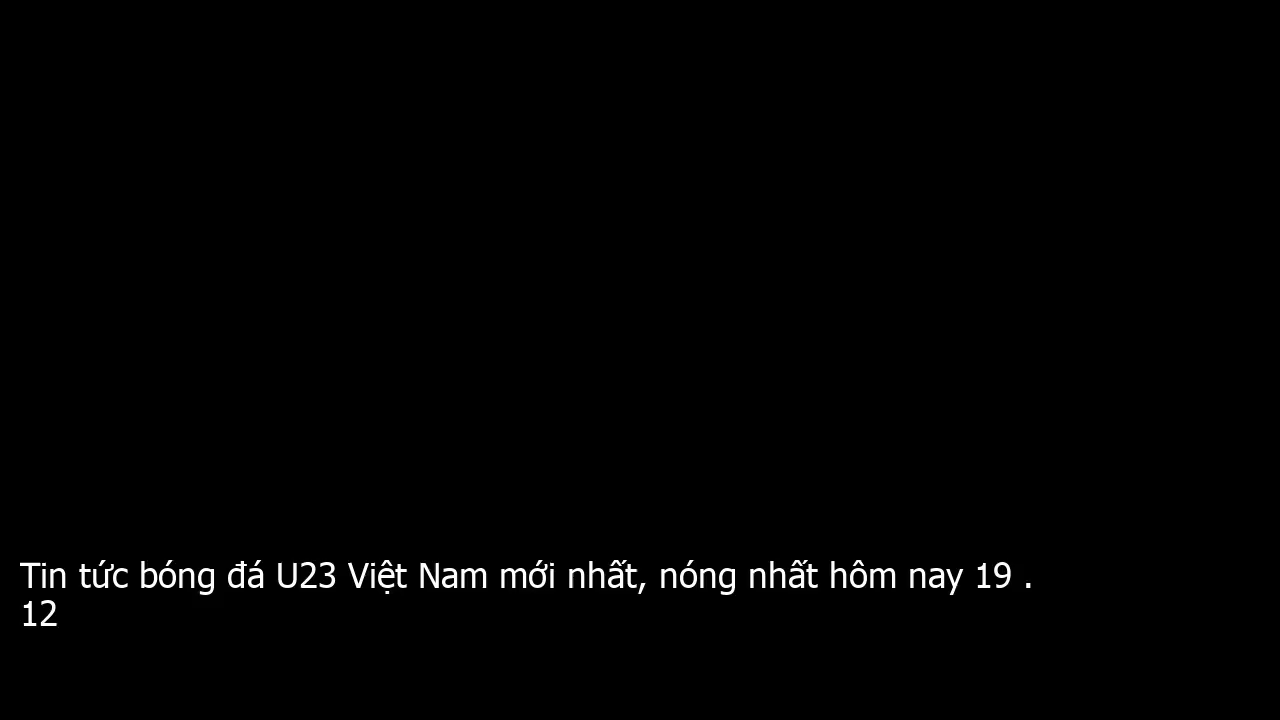 Tin tức bóng đá U23 Việt Nam mới nhất, nóng nhất hôm nay 19 .
12